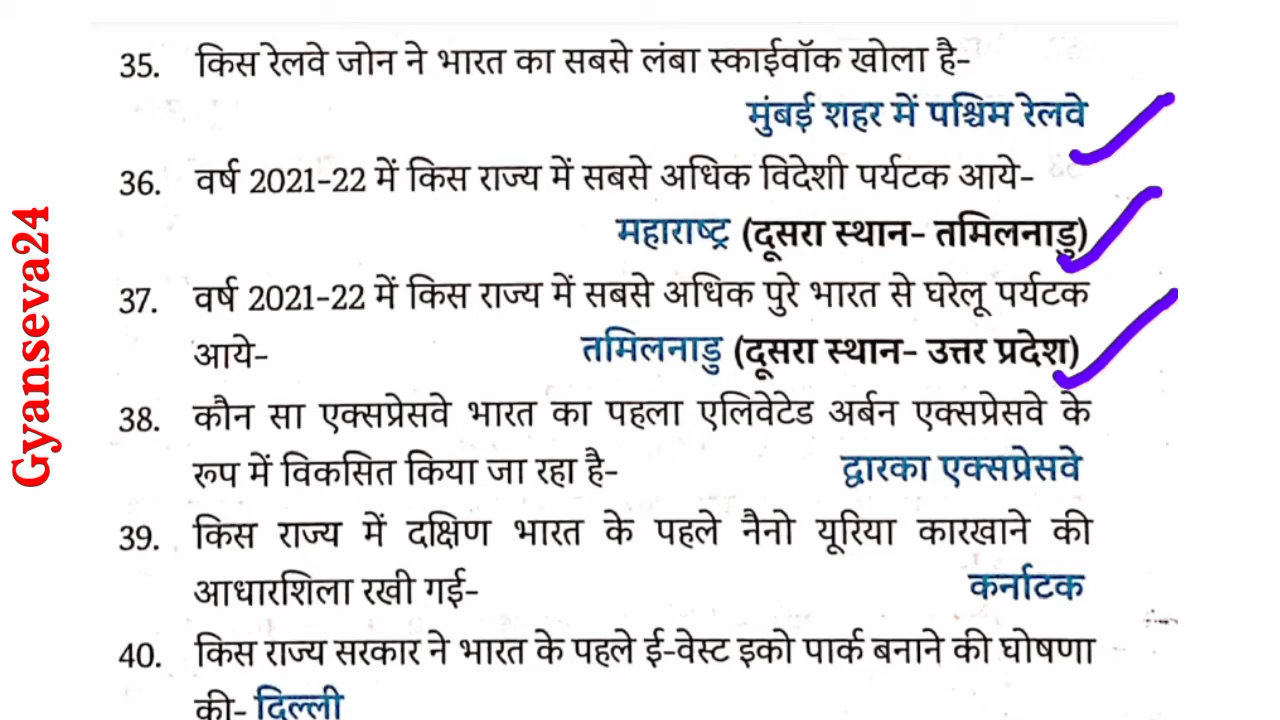 35. किस रेलवे जोन ने भारत का सबसे लंबा स्काईवॉक खोला है-
मुंबई शहर में पश्चिम रेलवे
36. वर्ष 2021-22 में किस राज्य में सबसे अधिक विदेशी पर्यटक आये-
महाराष्ट्र (दूसरा स्थान- तमिलनाडु)
37. वर्ष 2021-22 में किस राज्य में सबसे अधिक पुरे भारत से घरेलू पर्यटक
आये- तमिलनाडु (दूसरा स्थान- उत्तर प्रदेश)
38. कौन सा एक्सप्रेसवे भारत का पहला एलिवेटेड अर्बन एक्सप्रेसवे के
रूप में विकसित किया जा रहा है- द्वारका एक्सप्रेसवे
39. किस राज्य में दक्षिण भारत के पहले नैनो यूरिया कारखाने की
आधारशिला रखी गई- कर्नाटक
40. किस राज्य सरकार ने भारत के पहले ई-वेस्ट इको पार्क बनाने की घोषणा
की- दिल्ली
Gyanseva24